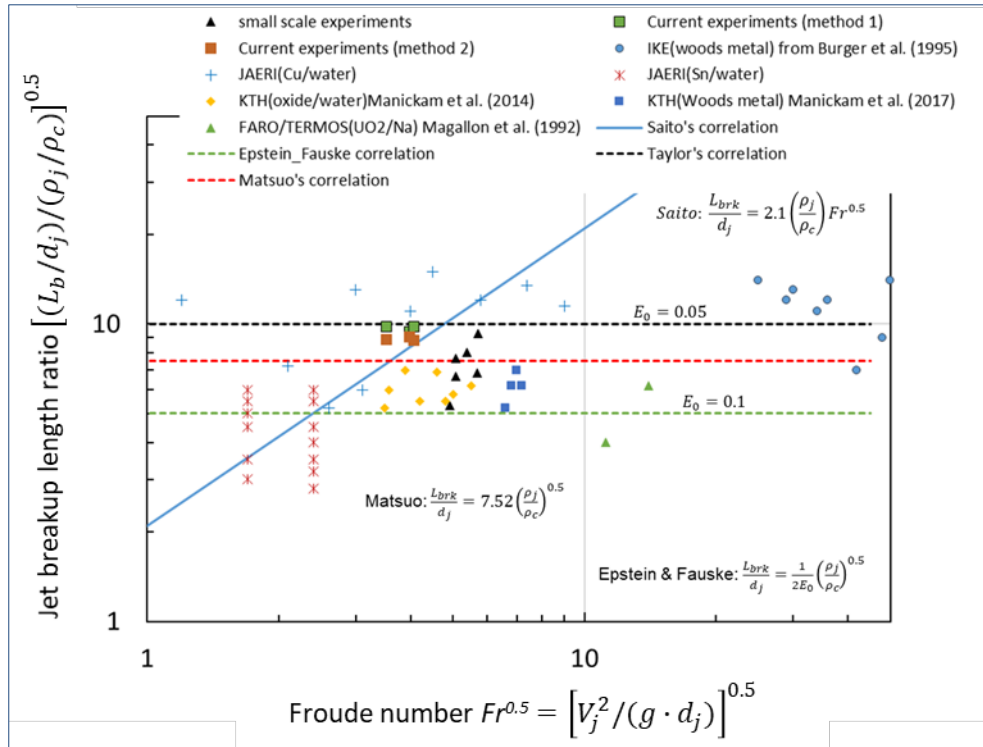 small scale experiments
Current experiments (method 1)
Current experiments (method 2)
IKE(woods metal) from Burger et al. (1995)
JAERI(Cu/water)
JAERI(Sn/water)
KTH(oxide/water)Manickam et al. (2014)
KTH(Woods metal) Manickam et al. (2017)
FARO/TERMOS(UO2/Na) Magallon et al. (1992)
Saito's correlation
Epstein_Fauske correlation
Taylor's correlation
Matsuo's correlation
Jet breakup length ratio [(L_b/d_j)/(ρ_j/ρ_c)]^0.5
Saito: L_brk/d_j = 2.1(ρ_j/ρ_c)Fr^0.5
10
E_0 = 0.05
E_0 = 0.1
Matsuo: L_brk/d_j = 7.52(ρ_j/ρ_c)^0.5
Epstein & Fauske: L_brk/d_j = 1/2E_0 (ρ_j/ρ_c)^0.5
1
1
10
Froude number Fr^0.5 = [V_j^2/(g · d_j)]^0.5